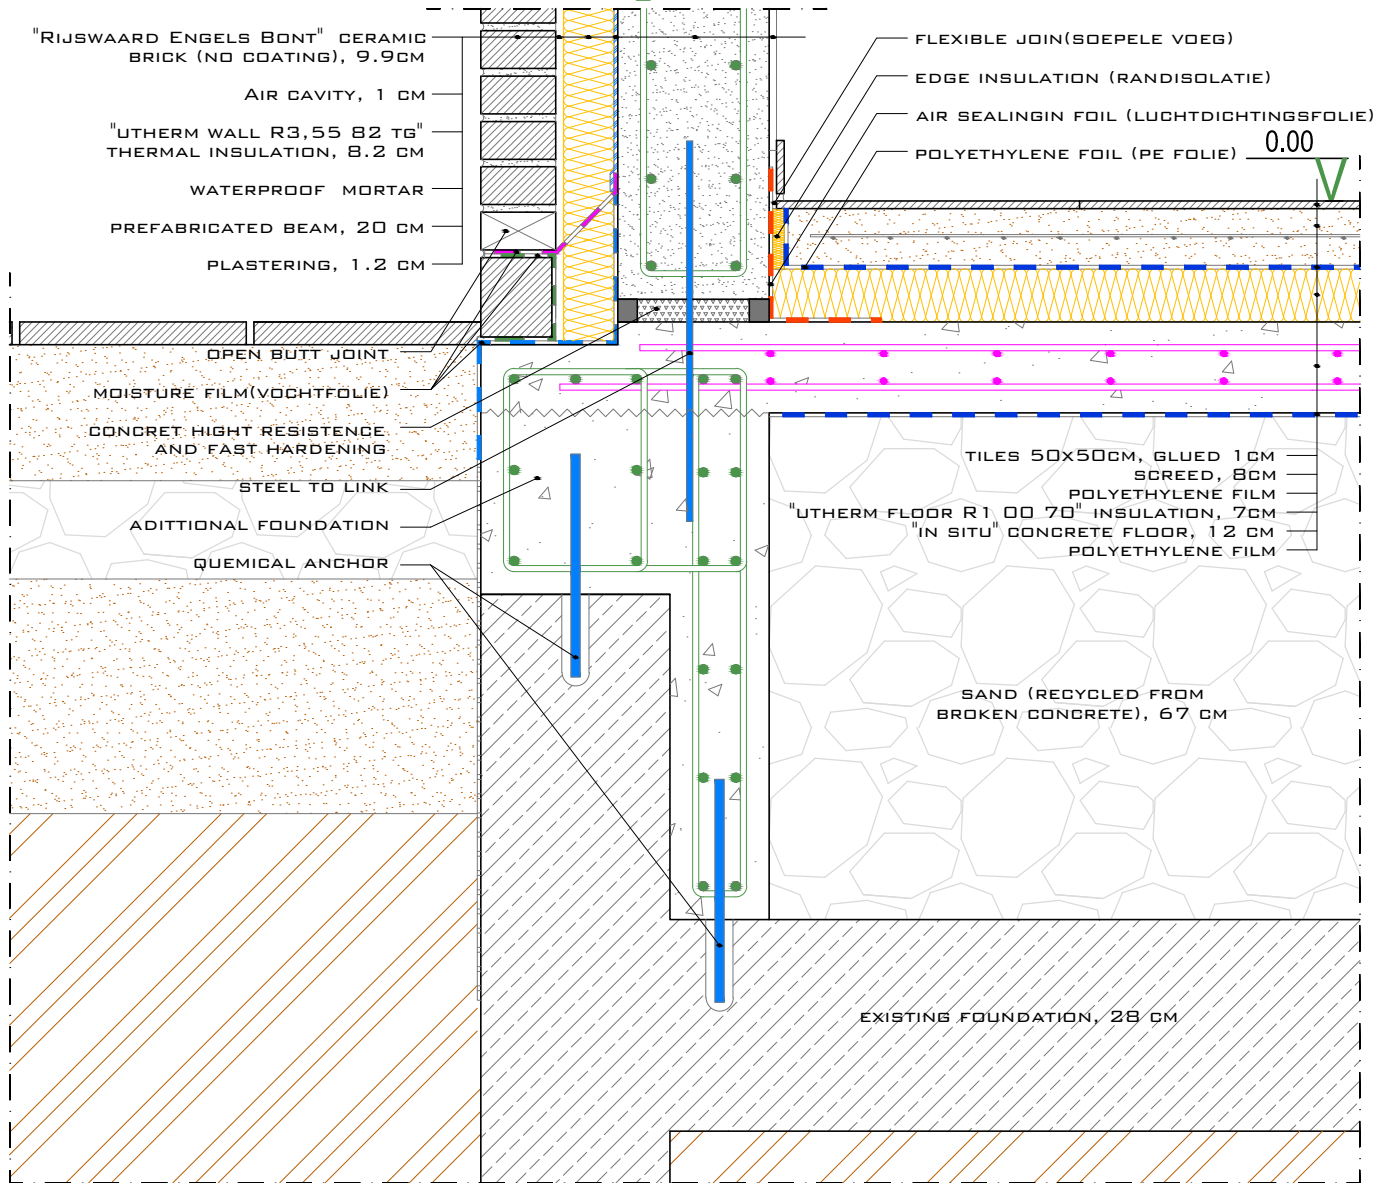 "Rijswaard Engels Bont" ceramic
brick (no coating), 9.9cm
Air cavity, 1 cm
"utherm wall R3,55 82 tg"
thermal insulation, 8.2 cm
waterproof mortar
prefabricated beam, 20 cm
plastering, 1.2 cm
open butt joint
moisture film(vochtfolie)
concret hight resistence
and fast hardening
steel to link
adittional foundation
quemical anchor
flexible join(soepele voeg)
edge insulation (randisolatie)
air sealingin foil (luchtdichtingsfolie)
polyethylene foil (pe folie)
0.00
tiles 50x50cm, glued 1cm
screed, 8cm
polyethylene film
"utherm floor R1 00 70" insulation, 7cm
"in situ" concrete floor, 12 cm
polyethylene film
sand (recycled from
broken concrete), 67 cm
existing foundation, 28 cm